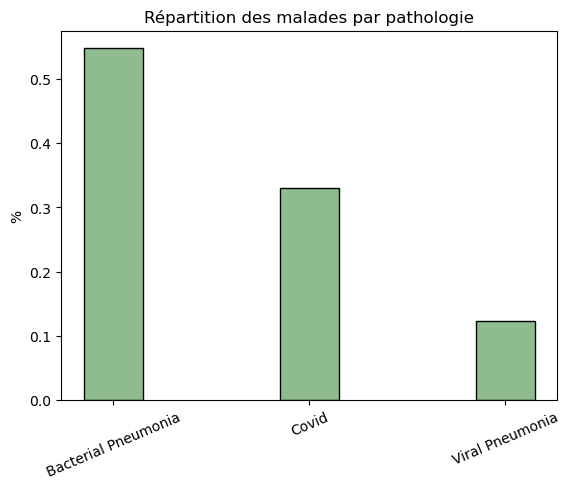 Répartition des malades par pathologie
%
0.5
0.4
0.3
0.2
0.1
0.0
Bacterial Pneumonia
Covid
Viral Pneumonia